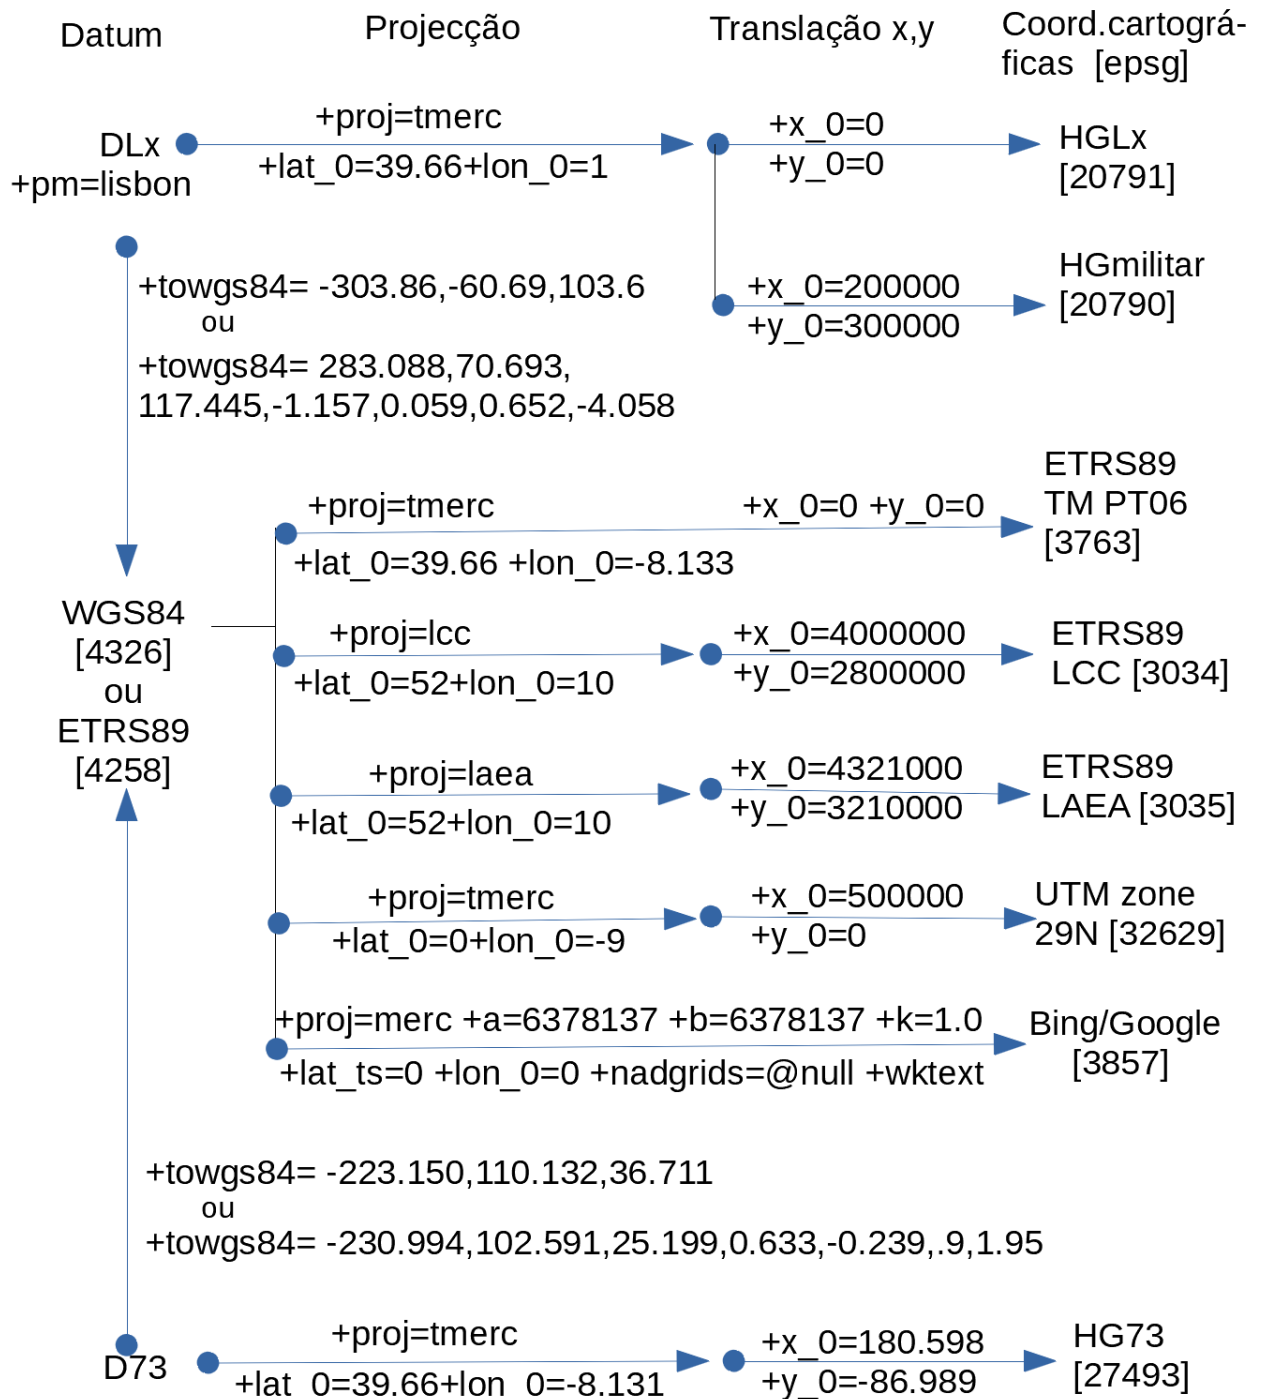 Datum
Projecção
Translação x,y
Coord.cartográ-
ficas [epsg]
DLx
+pm=lisbon
+proj=tmerc
+lat_0=39.66+lon_0=1
+x_0=0
+y_0=0
HGLx
[20791]
+x_0=200000
+y_0=300000
HGmilitar
[20790]
+towgs84= -303.86,-60.69,103.6
ou
+towgs84= 283.088,70.693,
117.445,-1.157,0.059,0.652,-4.058
WGS84
[4326]
ou
ETRS89
[4258]
+proj=tmerc
+lat_0=39.66 +lon_0=-8.133
+x_0=0 +y_0=0
ETRS89
TM PT06
[3763]
+proj=lcc
+lat_0=52+lon_0=10
+x_0=4000000
+y_0=2800000
ETRS89
LCC [3034]
+proj=laea
+lat_0=52+lon_0=10
+x_0=4321000
+y_0=3210000
ETRS89
LAEA [3035]
+proj=tmerc
+lat_0=0+lon_0=-9
+x_0=500000
+y_0=0
UTM zone
29N [32629]
+proj=merc +a=6378137 +b=6378137 +k=1.0
+lat_ts=0 +lon_0=0 +nadgrids=@null +wktext
Bing/Google
[3857]
+towgs84= -223.150,110.132,36.711
ou
+towgs84= -230.994,102.591,25.199,0.633,-0.239,.9,1.95
D73
+proj=tmerc
+lat_0=39.66+lon_0=-8.131
+x_0=180.598
+y_0=-86.989
HG73
[27493]